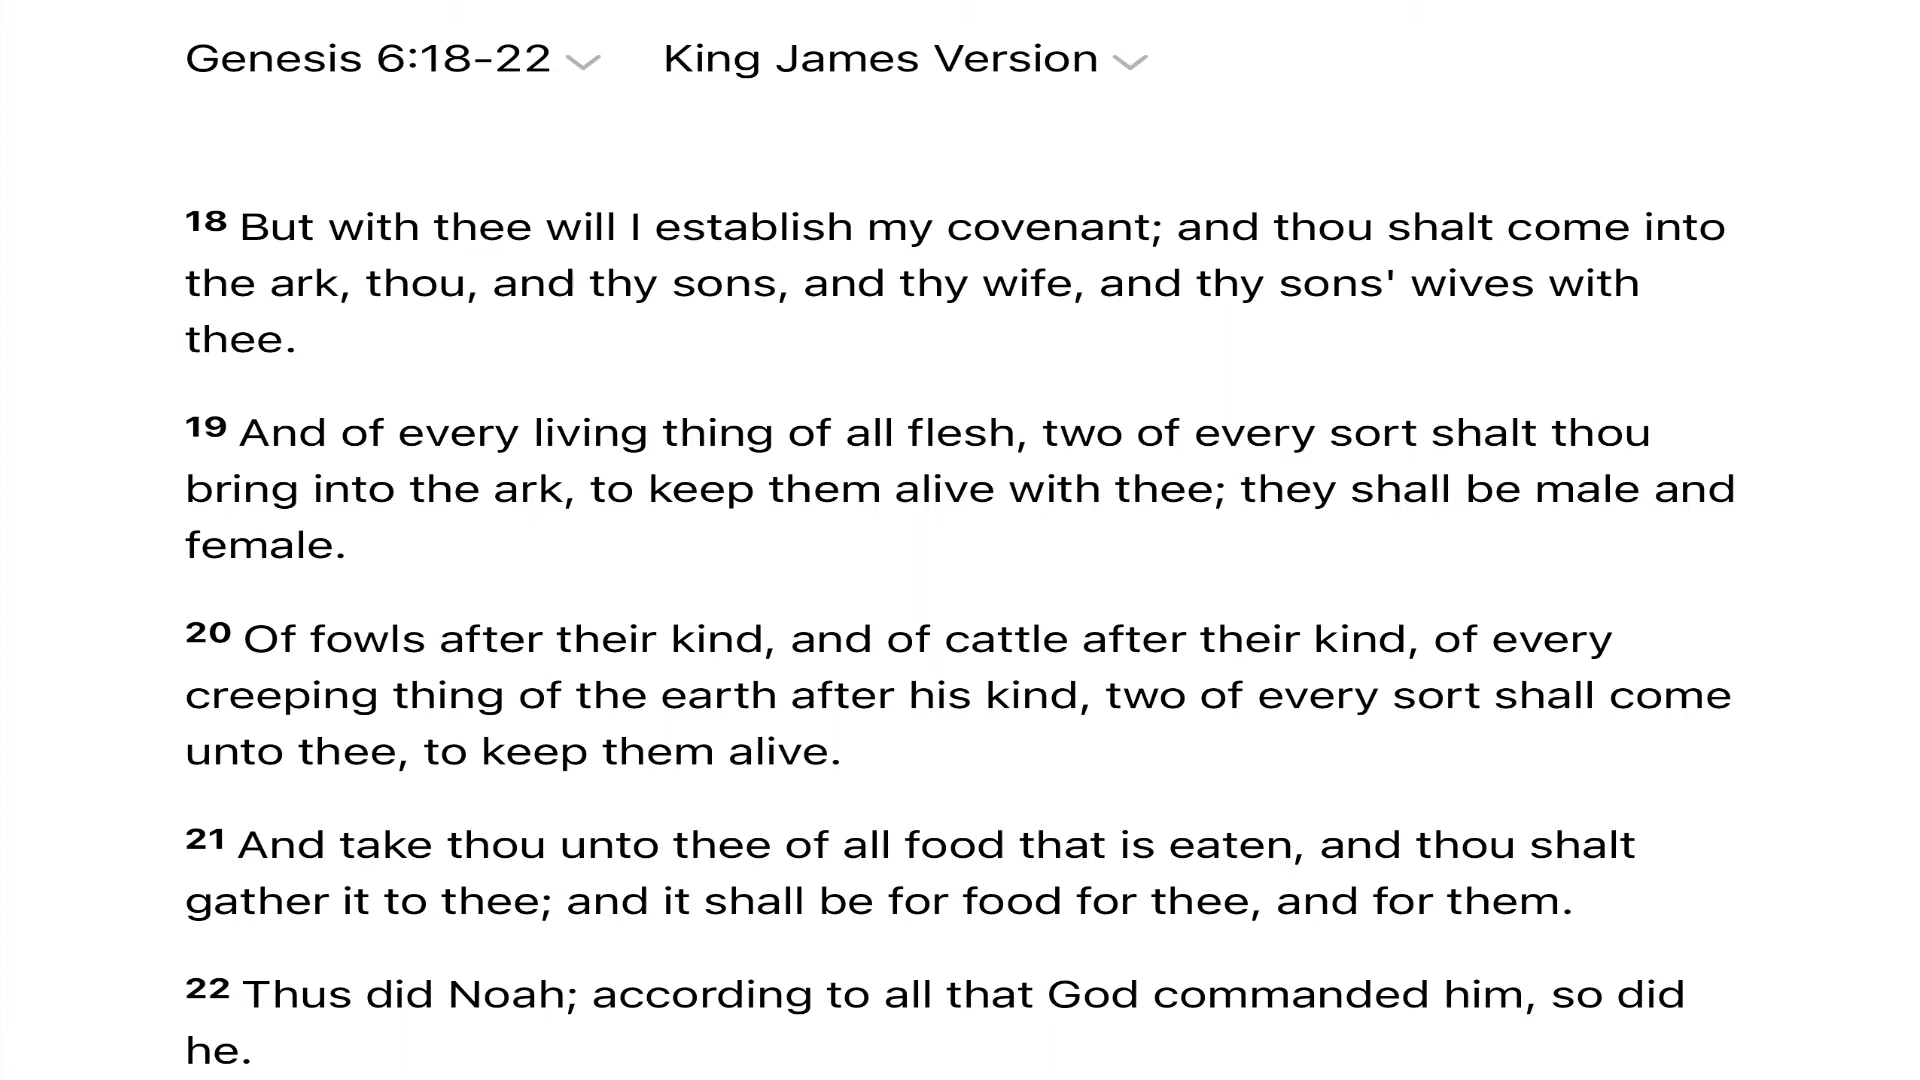 Genesis 6:18-22 King James Version
18 But with thee will I establish my covenant; and thou shalt come into
the ark, thou, and thy sons, and thy wife, and thy sons' wives with
thee.
19 And of every living thing of all flesh, two of every sort shalt thou
bring into the ark, to keep them alive with thee; they shall be male and
female.
20 Of fowls after their kind, and of cattle after their kind, of every
creeping thing of the earth after his kind, two of every sort shall come
unto thee, to keep them alive.
21 And take thou unto thee of all food that is eaten, and thou shalt
gather it to thee; and it shall be for food for thee, and for them.
22 Thus did Noah; according to all that God commanded him, so did
he.